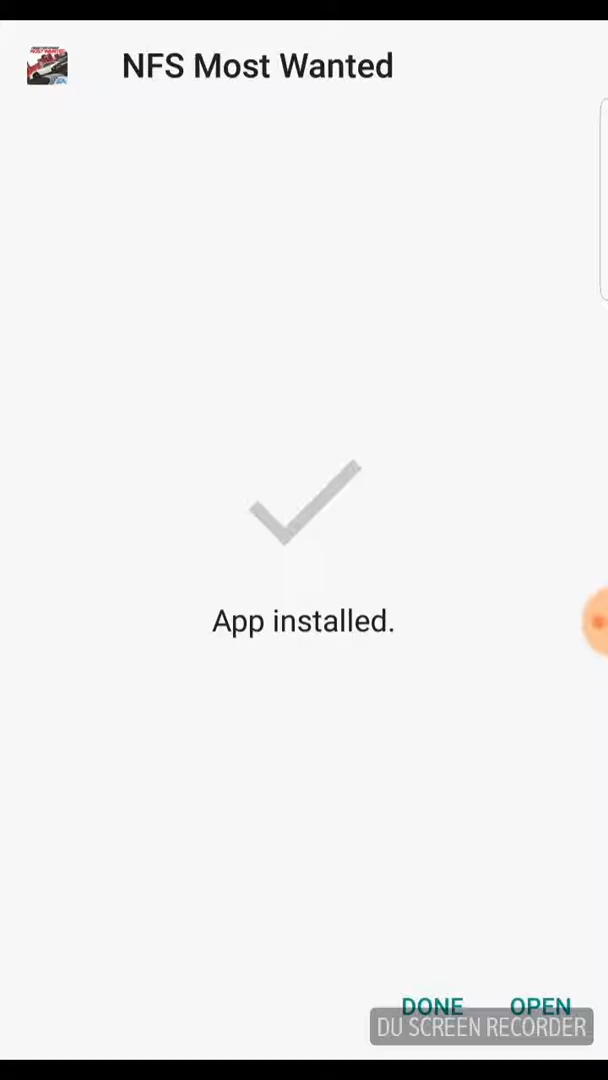 NFS Most Wanted
App installed.
DONE OPEN
DU SCREEN RECORDER